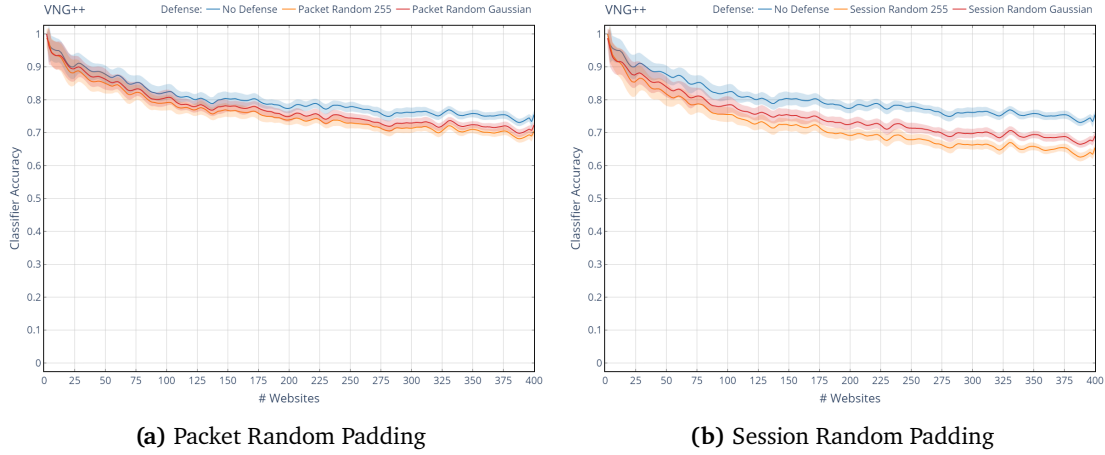 VNG++
Defense: No Defense Packet Random 255 Packet Random Gaussian
1
0.9
0.8
0.7
0.6
0.5
0.4
0.3
0.2
0.1
0
Classifier Accuracy
0 25 50 75 100 125 150 175 200 225 250 275 300 325 350 375 400
# Websites
(a) Packet Random Padding
VNG++
Defense: No Defense Session Random 255 Session Random Gaussian
1
0.9
0.8
0.7
0.6
0.5
0.4
0.3
0.2
0.1
0
Classifier Accuracy
0 25 50 75 100 125 150 175 200 225 250 275 300 325 350 375 400
# Websites
(b) Session Random Padding